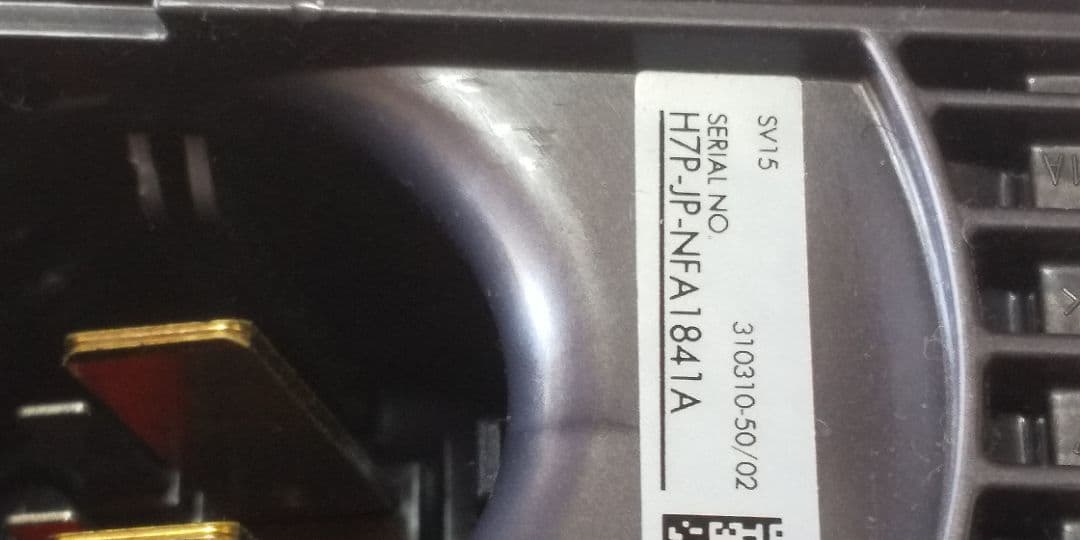 SV15
310310-50/02
SERIAL NO.
H7P-JP-NFA1841A